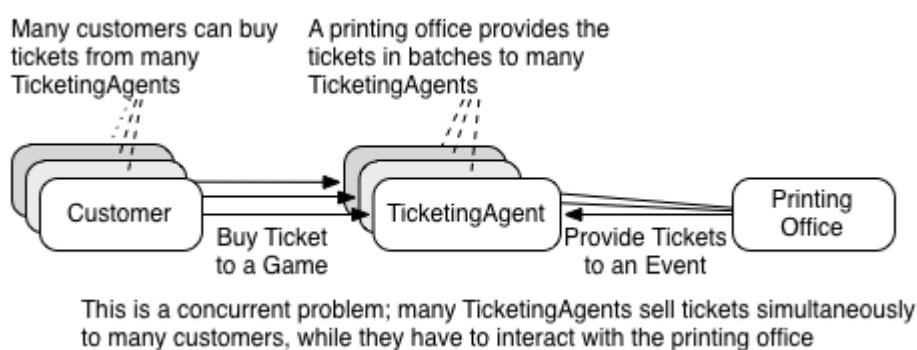 Many customers can buy
tickets from many
TicketingAgents
A printing office provides the
tickets in batches to many
TicketingAgents
Customer
Buy Ticket
to a Game
TicketingAgent
Provide Tickets
to an Event
Printing
Office
This is a concurrent problem; many TicketingAgents sell tickets simultaneously
to many customers, while they have to interact with the printing office